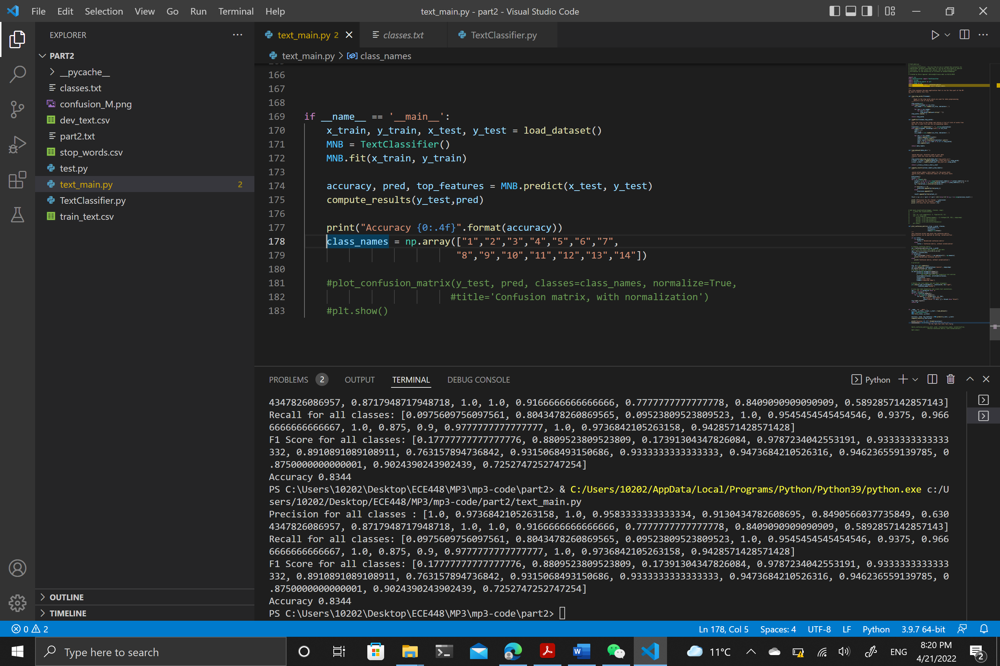 File Edit Selection View Go Run Terminal Help
text_main.py - part2 - Visual Studio Code
EXPLORER
PART2
__pycache__
classes.txt
confusion_M.png
dev_text.csv
part2.txt
stop_words.csv
test.py
text_main.py 2
TextClassifier.py
train_text.csv
OUTLINE
TIMELINE
text_main.py 2
classes.txt
TextClassifier.py
text_main.py > class_names
166
167
168
169 if __name__ == '__main__':
170 x_train, y_train, x_test, y_test = load_dataset()
171 MNB = TextClassifier()
172 MNB.fit(x_train, y_train)
173
174 accuracy, pred, top_features = MNB.predict(x_test, y_test)
175 compute_results(y_test,pred)
176
177 print("Accuracy {0:.4f}".format(accuracy))
178 class_names = np.array(["1","2","3","4","5","6","7",
179 "8","9","10","11","12","13","14"])
180
181 #plot_confusion_matrix(y_test, pred, classes=class_names, normalize=True,
182 #title='Confusion matrix, with normalization')
183 #plt.show()
PROBLEMS 2 OUTPUT TERMINAL DEBUG CONSOLE
Python
4347826086957, 0.8717948717948718, 1.0, 1.0, 0.9166666666666666, 0.7777777777777778, 0.8409090909090909, 0.5892857142857143]
Recall for all classes: [0.0975609756097561, 0.8043478260869565, 0.09523809523809523, 1.0, 0.9545454545454546, 0.9375, 0.966
6666666666667, 1.0, 0.875, 0.9, 0.9777777777777777, 1.0, 0.9736842105263158, 0.9428571428571428]
F1 Score for all classes: [0.17777777777777776, 0.8809523809523809, 0.17391304347826084, 0.9787234042553191, 0.9333333333333
332, 0.8910891089108911, 0.763157894736842, 0.9315068493150686, 0.9333333333333333, 0.9473684210526316, 0.946236559139785, 0
.8750000000000001, 0.9024390243902439, 0.7252747252747254]
Accuracy 0.8344
PS C:\Users\10202\Desktop\ECE448\MP3\mp3-code\part2> & C:/Users/10202/AppData/Local/Programs/Python/Python39/python.exe c:/U
sers/10202/Desktop/ECE448/MP3/mp3-code/part2/text_main.py
Precision for all classes : [1.0, 0.9736842105263158, 1.0, 0.9583333333333334, 0.9130434782608695, 0.8490566037735849, 0.630
4347826086957, 0.8717948717948718, 1.0, 1.0, 0.9166666666666666, 0.7777777777777778, 0.8409090909090909, 0.5892857142857143]
Recall for all classes: [0.0975609756097561, 0.8043478260869565, 0.09523809523809523, 1.0, 0.9545454545454546, 0.9375, 0.966
6666666666667, 1.0, 0.875, 0.9, 0.9777777777777777, 1.0, 0.9736842105263158, 0.9428571428571428]
F1 Score for all classes: [0.17777777777777776, 0.8809523809523809, 0.17391304347826084, 0.9787234042553191, 0.9333333333333
332, 0.8910891089108911, 0.763157894736842, 0.9315068493150686, 0.9333333333333333, 0.9473684210526316, 0.946236559139785, 0
.8750000000000001, 0.9024390243902439, 0.7252747252747254]
Accuracy 0.8344
PS C:\Users\10202\Desktop\ECE448\MP3\mp3-code\part2>
0 2
Ln 178, Col 5 Spaces: 4 UTF-8 LF Python 3.9.7 64-bit
Type here to search
11°C
ENG
8:20 PM
4/21/2022
2